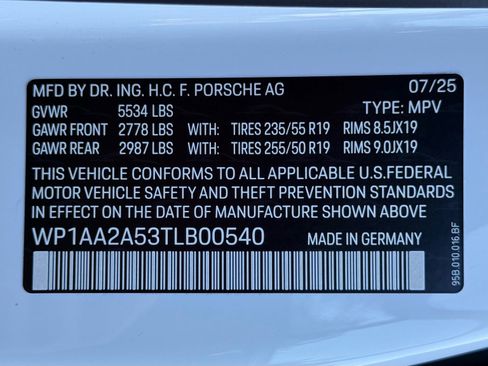 MFD BY DR. ING. H.C. F. PORSCHE AG 07/25
GVWR 5534 LBS TYPE: MPV
GAWR FRONT 2778 LBS WITH: TIRES 235/55 R19 RIMS 8.5JX19
GAWR REAR 2987 LBS WITH: TIRES 255/50 R19 RIMS 9.0JX19
THIS VEHICLE CONFORMS TO ALL APPLICABLE U.S.FEDERAL
MOTOR VEHICLE SAFETY AND THEFT PREVENTION STANDARDS
IN EFFECT ON THE DATE OF MANUFACTURE SHOWN ABOVE.
WP1AA2A53TLB00540 MADE IN GERMANY
95B.010.016.BF